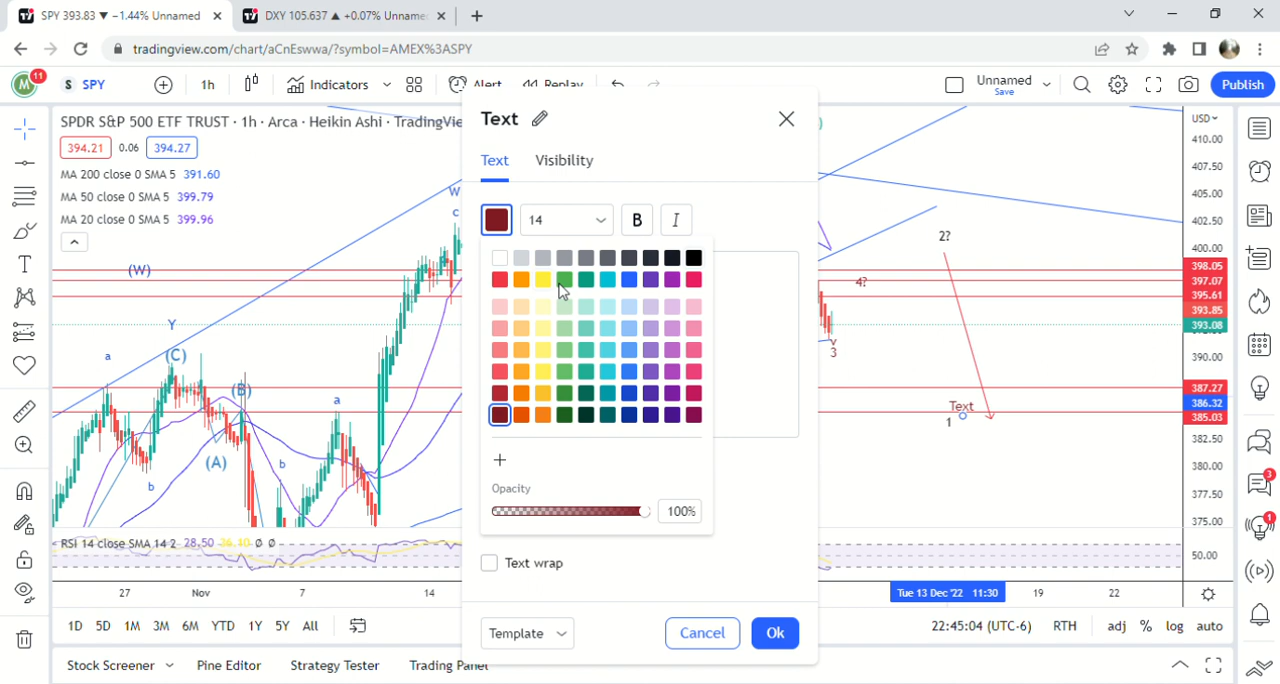 SPY 393.83 ▼ −1.44% Unnamed
DXY 105.637 ▲ +0.07% Unname
tradingview.com/chart/aCnEswwa/?symbol=AMEX%3ASPY
M
11
S SPY
1h
Indicators
Alert
Replay
Unnamed
Save
Publish
SPDR S&P 500 ETF TRUST · 1h · Arca · Heikin Ashi · TradingVie
394.21 0.06 394.27
MA 200 close 0 SMA 5 391.60
MA 50 close 0 SMA 5 399.79
MA 20 close 0 SMA 5 399.96
Text
Text
Visibility
14
B
I
Opacity
100%
Text wrap
Template
Cancel
Ok
(W)
Y
a
(C)
(B)
(A)
b
a
b
W
c
2?
4?
v
3
Text
1
USD
410.00
407.50
405.00
402.50
400.00
398.05
397.07
395.61
393.85
393.08
390.00
387.27
386.32
385.03
382.50
380.00
377.50
375.00
50.00
RSI 14 close SMA 14 2 28.50 36.10 Ø Ø
27
Nov
7
14
Tue 13 Dec '22 11:30
19
22
1D 5D 1M 3M 6M YTD 1Y 5Y All
22:45:04 (UTC-6)
RTH
adj % log auto
Stock Screener
Pine Editor
Strategy Tester
Trading Panel
3
1